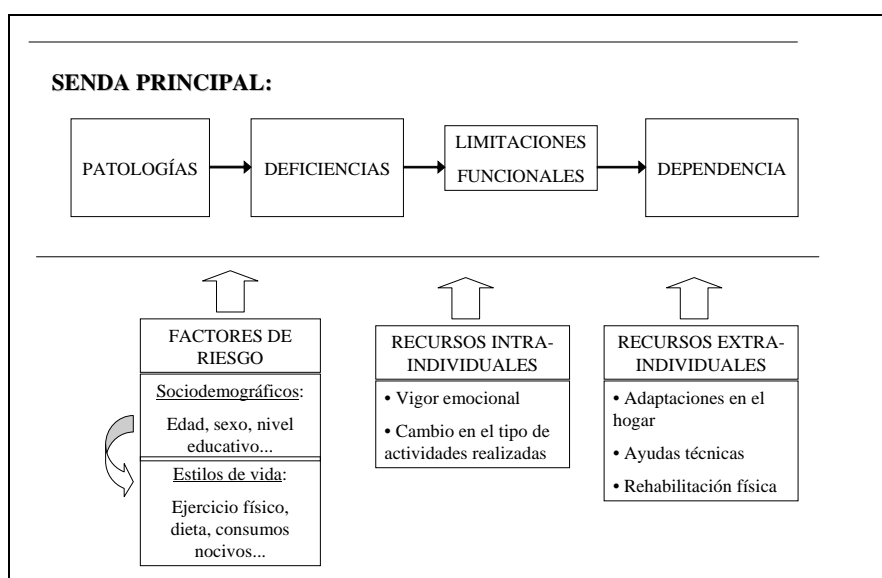 SENDA PRINCIPAL:
PATOLOGÍAS
DEFICIENCIAS
LIMITACIONES
FUNCIONALES
DEPENDENCIA
FACTORES DE
RIESGO
Sociodemográficos:
Edad, sexo, nivel
educativo...
Estilos de vida:
Ejercicio físico,
dieta, consumos
nocivos...
RECURSOS INTRA-
INDIVIDUALES
• Vigor emocional
• Cambio en el tipo de
actividades realizadas
RECURSOS EXTRA-
INDIVIDUALES
• Adaptaciones en el
hogar
• Ayudas técnicas
• Rehabilitación física